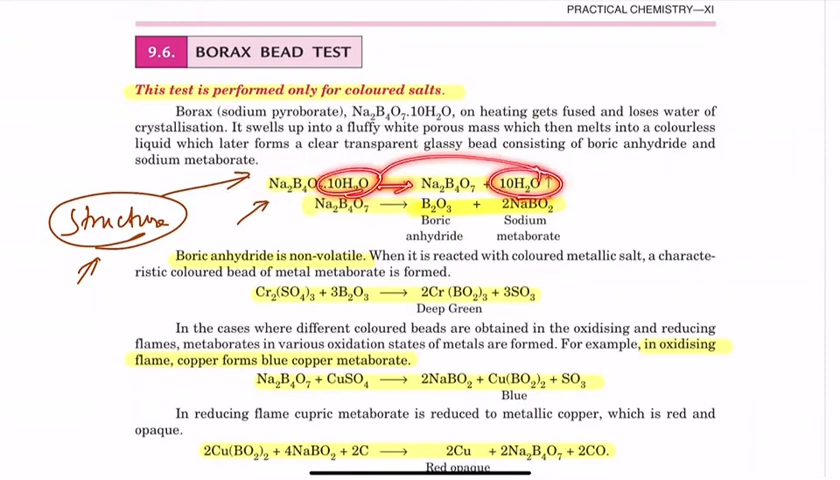 PRACTICAL CHEMISTRY—XI
9.6. BORAX BEAD TEST
This test is performed only for coloured salts.
Borax (sodium pyroborate), Na₂B₄O₇.10H₂O, on heating gets fused and loses water of
crystallisation. It swells up into a fluffy white porous mass which then melts into a colourless
liquid which later forms a clear transparent glassy bead consisting of boric anhydride and
sodium metaborate.
Na₂B₄O₇.10H₂O ⟶ Na₂B₄O₇ + 10H₂O ↑
Na₂B₄O₇ ⟶ B₂O₃ + 2NaBO₂
Boric Sodium
anhydride metaborate
Structure
Boric anhydride is non-volatile. When it is reacted with coloured metallic salt, a characte-
ristic coloured bead of metal metaborate is formed.
Cr₂(SO₄)₃ + 3B₂O₃ ⟶ 2Cr (BO₂)₃ + 3SO₃
Deep Green
In the cases where different coloured beads are obtained in the oxidising and reducing
flames, metaborates in various oxidation states of metals are formed. For example, in oxidising
flame, copper forms blue copper metaborate.
Na₂B₄O₇ + CuSO₄ ⟶ 2NaBO₂ + Cu(BO₂)₂ + SO₃
Blue
In reducing flame cupric metaborate is reduced to metallic copper, which is red and
opaque.
2Cu(BO₂)₂ + 4NaBO₂ + 2C ⟶ 2Cu + 2Na₂B₄O₇ + 2CO.
Red opaque